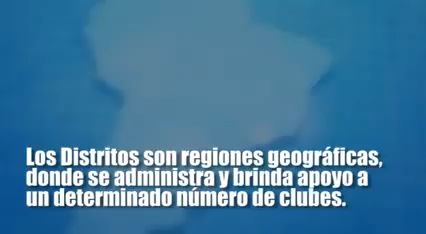 Los Distritos son regiones geográficas,
donde se administra y brinda apoyo a
un determinado número de clubes.